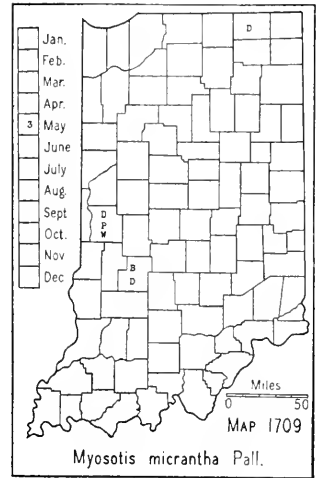 Jan.
Feb.
Mar.
Apr.
3 May
June
July
Aug.
Sept
Oct.
Nov
Dec
D
D
P
W
B
D
Miles
0 50
MAP 1709
Myosotis micrantha Pall.